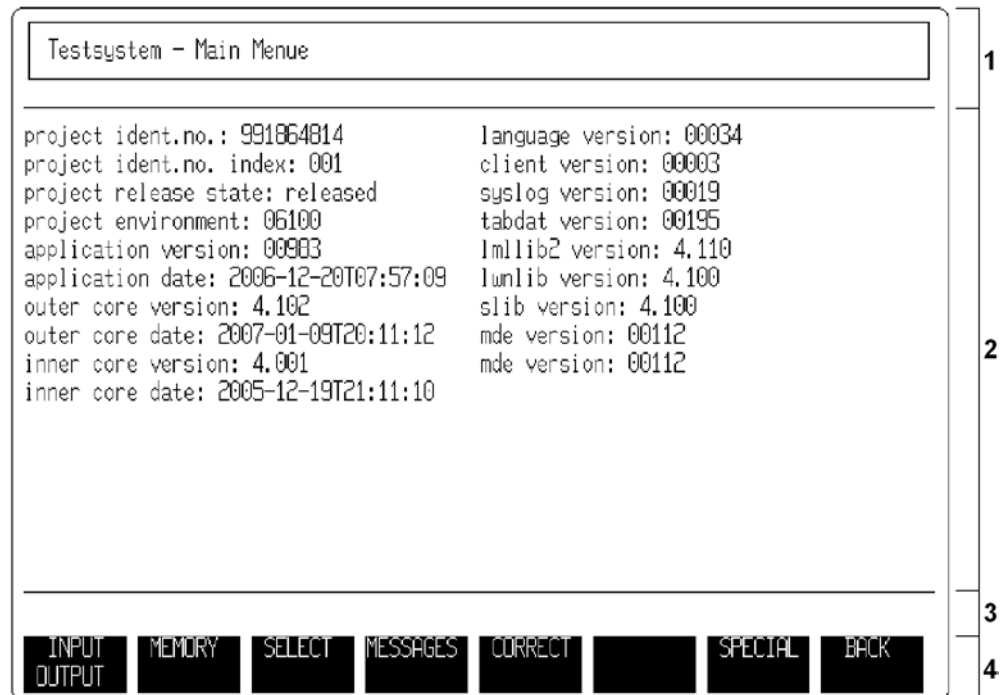 Testsystem - Main Menue
1
project ident.no.: 991864814
project ident.no. index: 001
project release state: released
project environment: 06100
application version: 00983
application date: 2006-12-20T07:57:09
outer core version: 4.102
outer core date: 2007-01-09T20:11:12
inner core version: 4.001
inner core date: 2005-12-19T21:11:10
language version: 00034
client version: 00003
syslog version: 00019
tabdat version: 00195
lmllib2 version: 4.110
lwnlib version: 4.100
slib version: 4.100
mde version: 00112
mde version: 00112
2
3
INPUT OUTPUT
MEMORY
SELECT
MESSAGES
CORRECT
SPECIAL
BACK
4